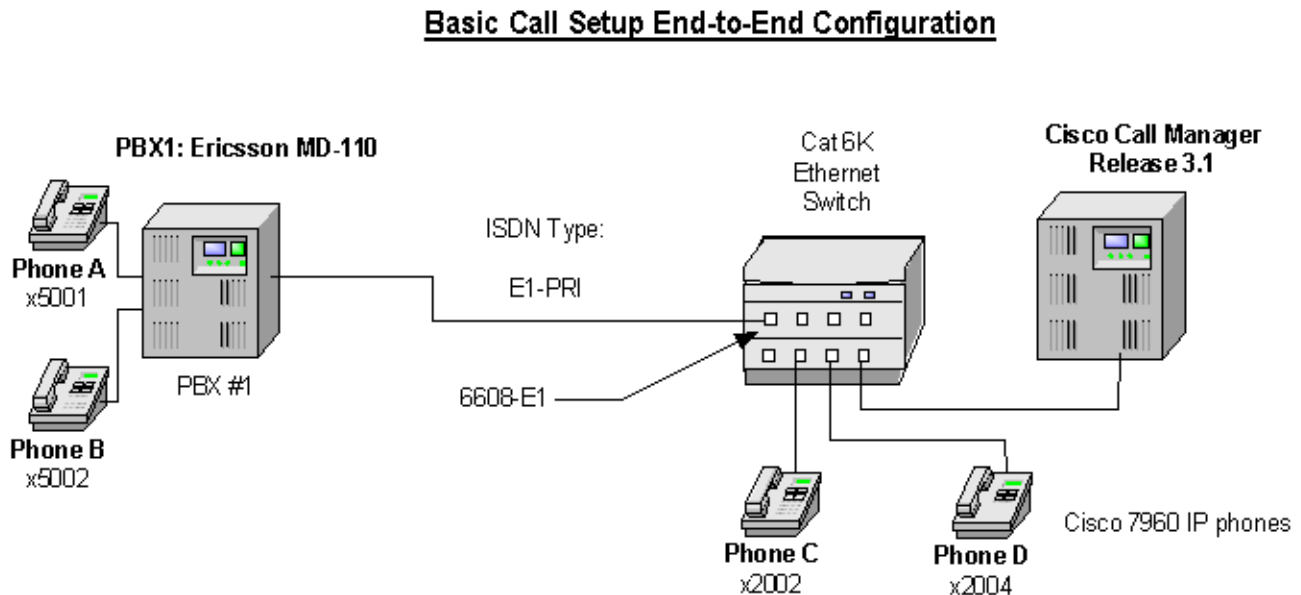 Basic Call Setup End-to-End Configuration
PBX1: Ericsson MD-110
Cat 6K
Ethernet
Switch
Cisco Call Manager
Release 3.1
ISDN Type:
E1-PRI
Phone A
x5001
PBX #1
6608-E1
Phone B
x5002
Phone C
x2002
Phone D
x2004
Cisco 7960 IP phones